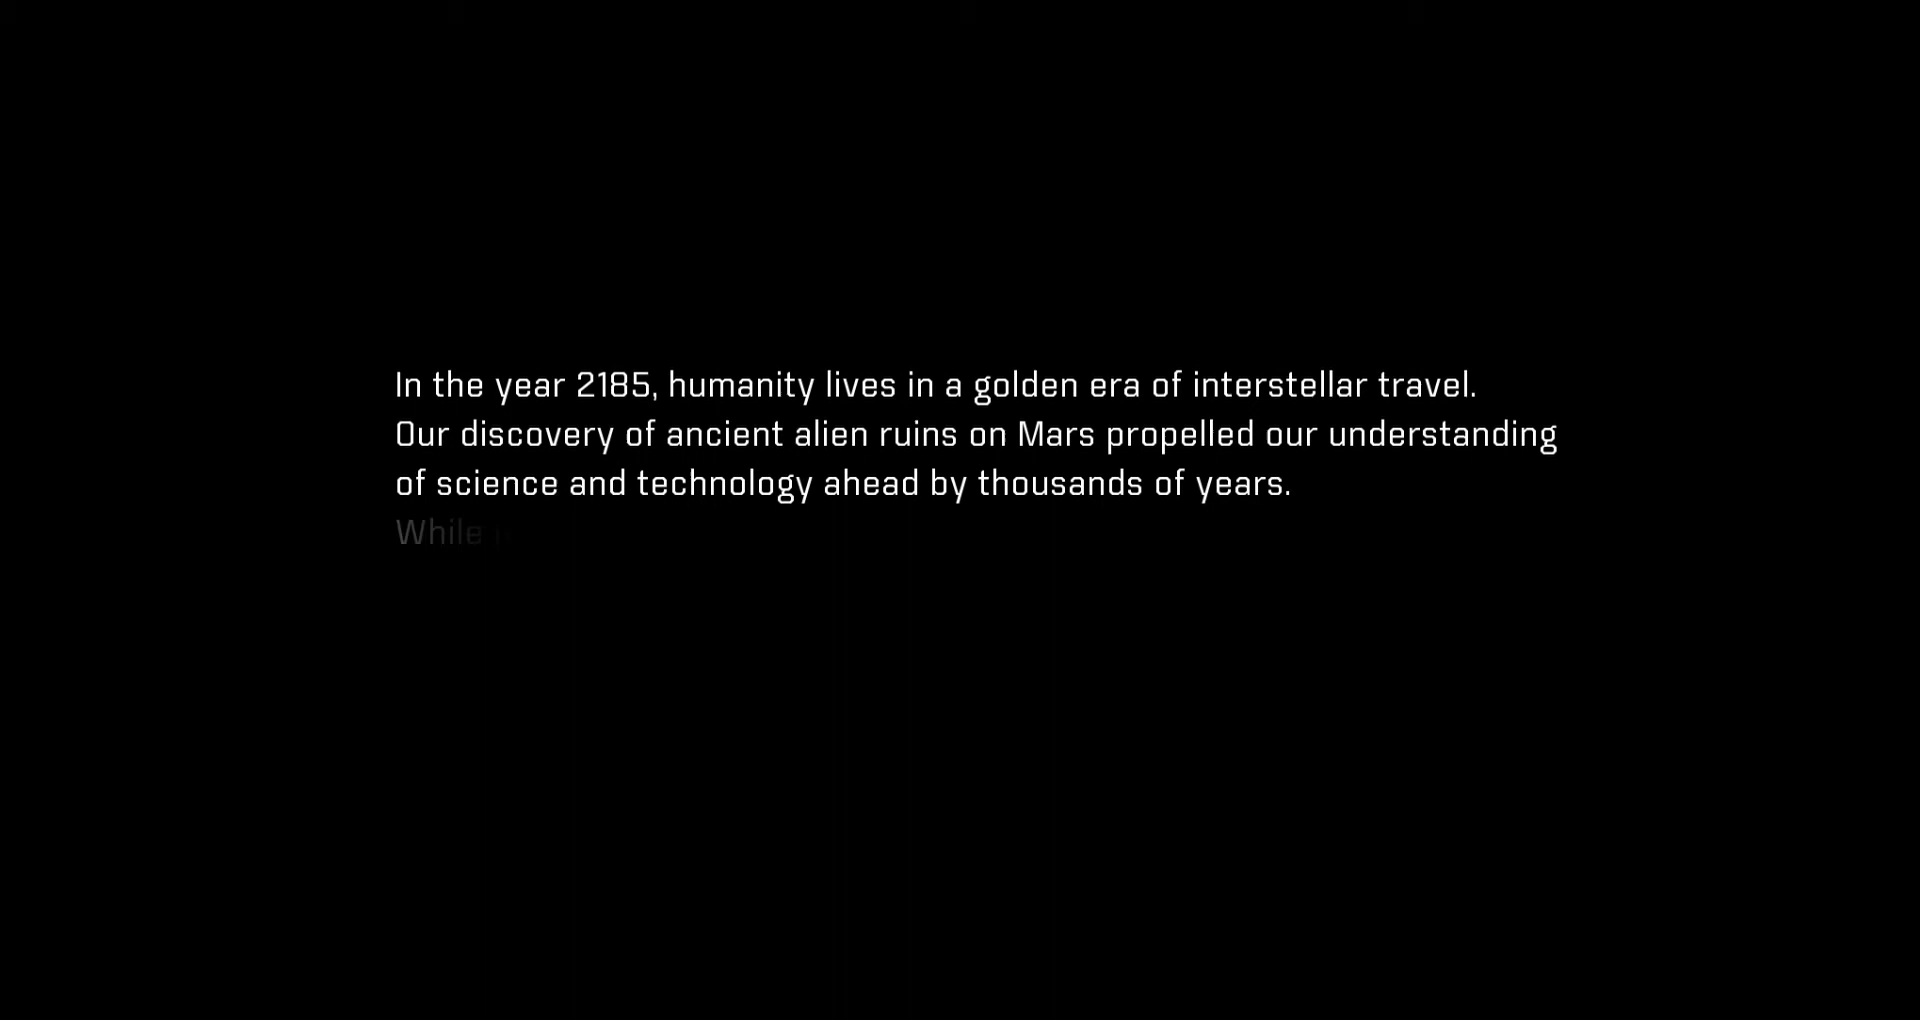 In the year 2185, humanity lives in a golden era of interstellar travel.
Our discovery of ancient alien ruins on Mars propelled our understanding
of science and technology ahead by thousands of years.
While